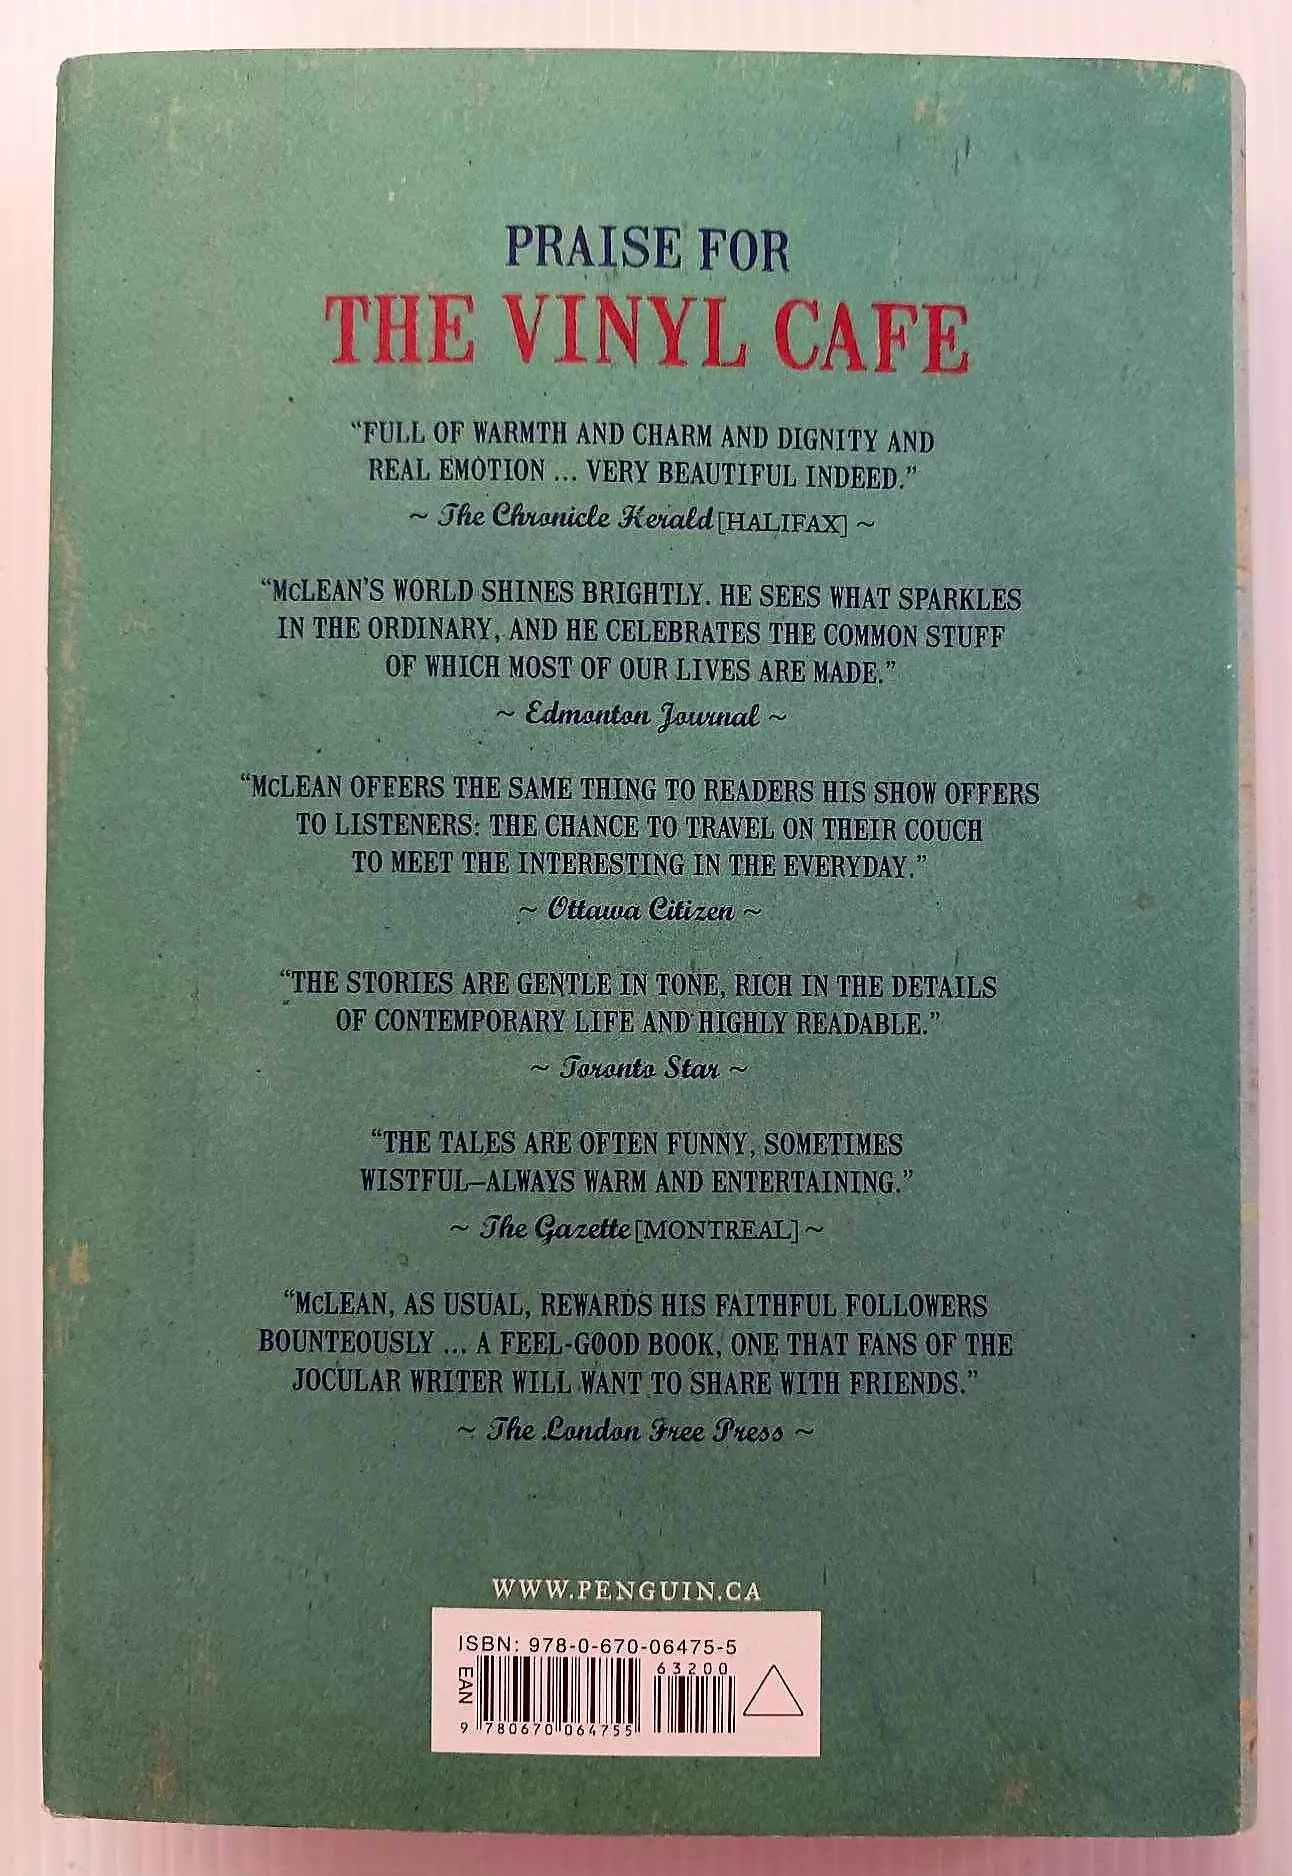 PRAISE FOR
THE VINYL CAFE
“FULL OF WARMTH AND CHARM AND DIGNITY AND
REAL EMOTION ... VERY BEAUTIFUL INDEED.”
~ The Chronicle Herald [HALIFAX] ~
“McLEAN’S WORLD SHINES BRIGHTLY. HE SEES WHAT SPARKLES
IN THE ORDINARY, AND HE CELEBRATES THE COMMON STUFF
OF WHICH MOST OF OUR LIVES ARE MADE.”
~ Edmonton Journal ~
“McLEAN OFFERS THE SAME THING TO READERS HIS SHOW OFFERS
TO LISTENERS: THE CHANCE TO TRAVEL ON THEIR COUCH
TO MEET THE INTERESTING IN THE EVERYDAY.”
~ Ottawa Citizen ~
“THE STORIES ARE GENTLE IN TONE, RICH IN THE DETAILS
OF CONTEMPORARY LIFE AND HIGHLY READABLE.”
~ Toronto Star ~
“THE TALES ARE OFTEN FUNNY, SOMETIMES
WISTFUL–ALWAYS WARM AND ENTERTAINING.”
~ The Gazette [MONTREAL] ~
“McLEAN, AS USUAL, REWARDS HIS FAITHFUL FOLLOWERS
BOUNTEOUSLY ... A FEEL-GOOD BOOK, ONE THAT FANS OF THE
JOCULAR WRITER WILL WANT TO SHARE WITH FRIENDS.”
~ The London Free Press ~
WWW.PENGUIN.CA
ISBN: 978-0-670-06475-5
63200
EAN
9 780670 064755